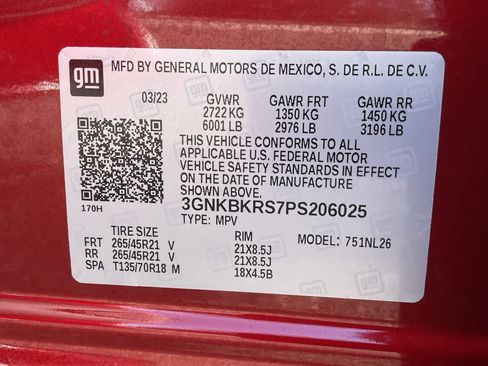 gm
MFD BY GENERAL MOTORS DE MEXICO, S. DE R.L. DE C.V.
03/23 GVWR GAWR FRT GAWR RR
2722 KG 1350 KG 1450 KG
6001 LB 2976 LB 3196 LB
THIS VEHICLE CONFORMS TO ALL
APPLICABLE U.S. FEDERAL MOTOR
VEHICLE SAFETY STANDARDS IN EFFECT
ON THE DATE OF MANUFACTURE
SHOWN ABOVE.
170H 3GNKBKRS7PS206025
TYPE: MPV
TIRE SIZE RIM MODEL: 751NL26
FRT 265/45R21 V 21X8.5J
RR 265/45R21 V 21X8.5J
SPA T135/70R18 M 18X4.5B